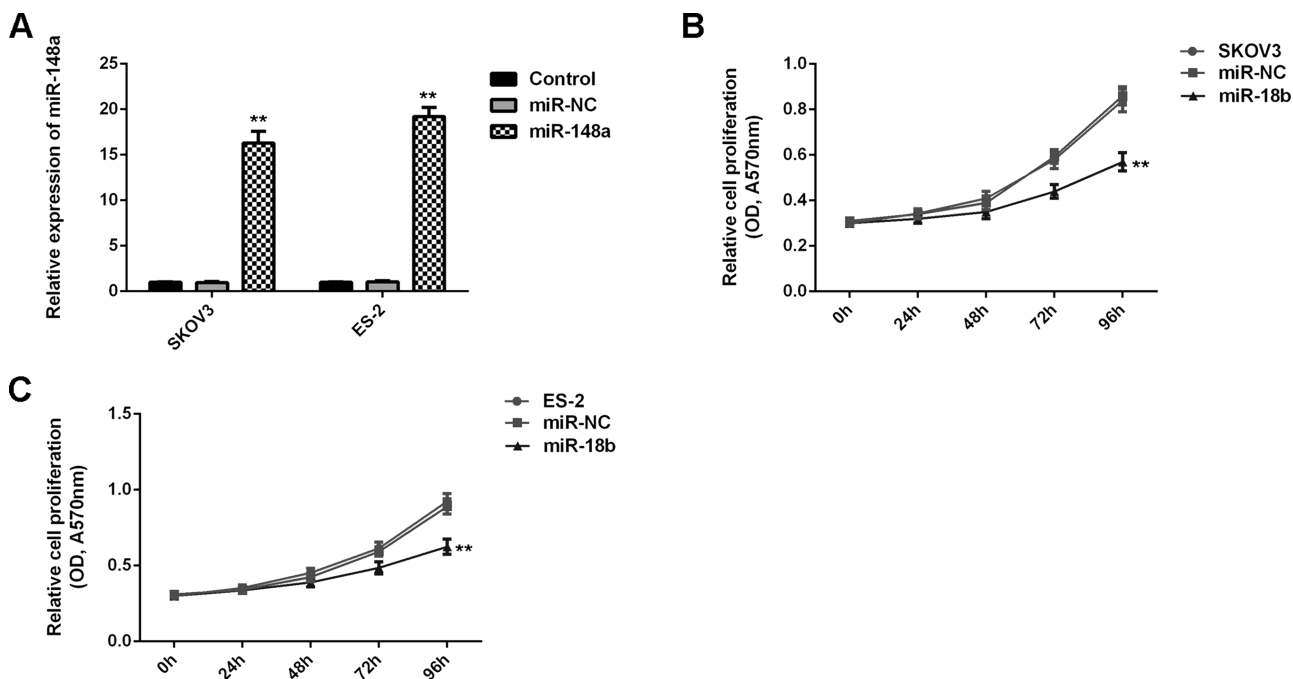 A
Relative expression of miR-148a
25
20
15
10
5
0
**
**
SKOV3
ES-2
Control
miR-NC
miR-148a
B
Relative cell proliferation
(OD, A570nm)
1.0
0.8
0.6
0.4
0.2
0.0
**
0h
24h
48h
72h
96h
SKOV3
miR-NC
miR-18b
C
Relative cell proliferation
(OD, A570nm)
1.5
1.0
0.5
0.0
**
0h
24h
48h
72h
96h
ES-2
miR-NC
miR-18b